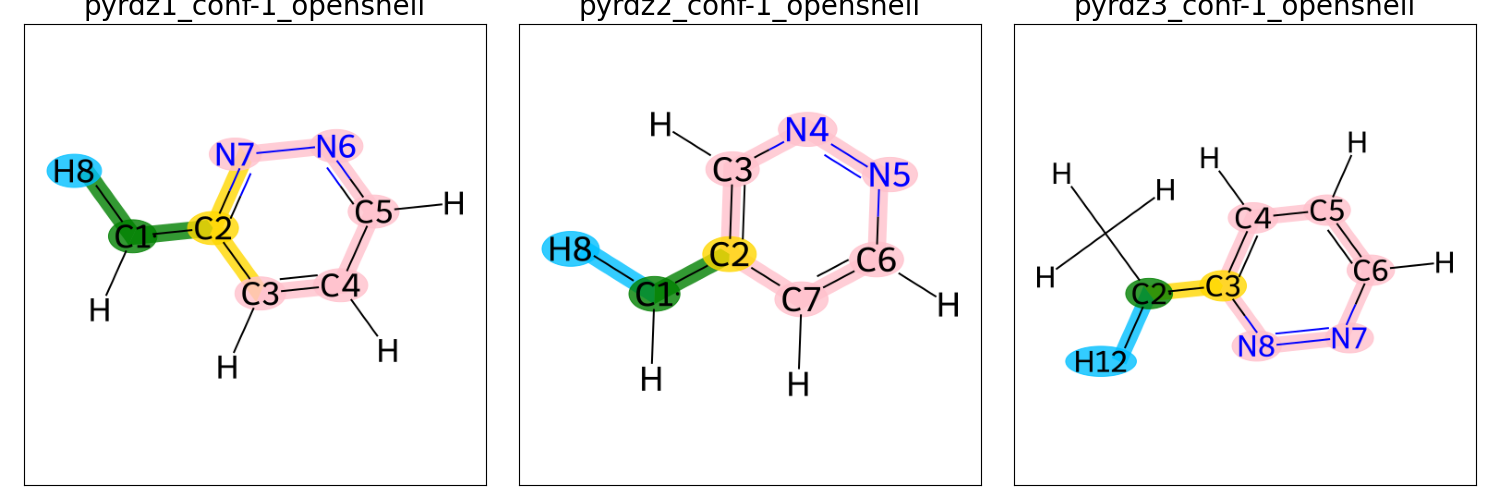 pyrdz1_conf-1_openshell
H8
N7
N6
C1
C2
C5
H
C3
C4
H
H
H
pyrdz2_conf-1_openshell
H
N4
C3
N5
H8
C2
C6
C1
C7
H
H
H
pyrdz3_conf-1_openshell
H
H
H
H
C4
C5
H
C2
C3
C6
H
H12
N8
N7